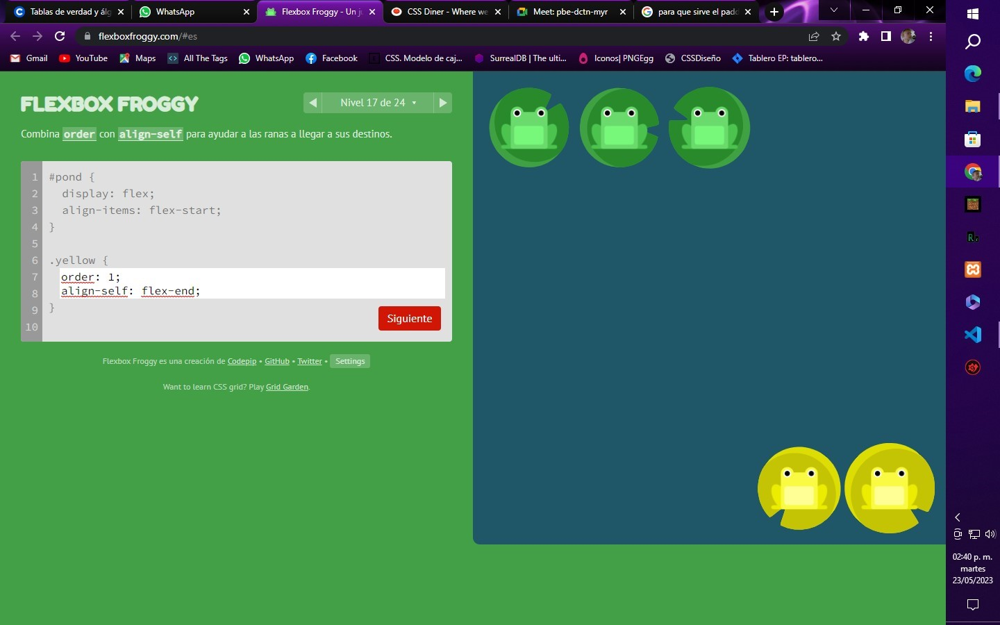 Tablas de verdad y álg
WhatsApp
Flexbox Froggy - Un ju
CSS Diner - Where we
Meet: pbe-dctn-myr
para que sirve el padd
flexboxfroggy.com/#es
Gmail
YouTube
Maps
All The Tags
WhatsApp
Facebook
CSS. Modelo de caj...
SurrealDB | The ulti...
Iconos| PNGEgg
CSSDiseño
Tablero EP: tablero...
FLEXBOX FROGGY
Nivel 17 de 24
Combina order con align-self para ayudar a las ranas a llegar a sus destinos.
1 #pond {
2 display: flex;
3 align-items: flex-start;
4 }
5
6 .yellow {
7 order: 1;
8 align-self: flex-end;
9 }
10
Siguiente
Flexbox Froggy es una creación de Codepip • GitHub • Twitter • Settings
Want to learn CSS grid? Play Grid Garden.
02:40 p. m.
martes
23/05/2023